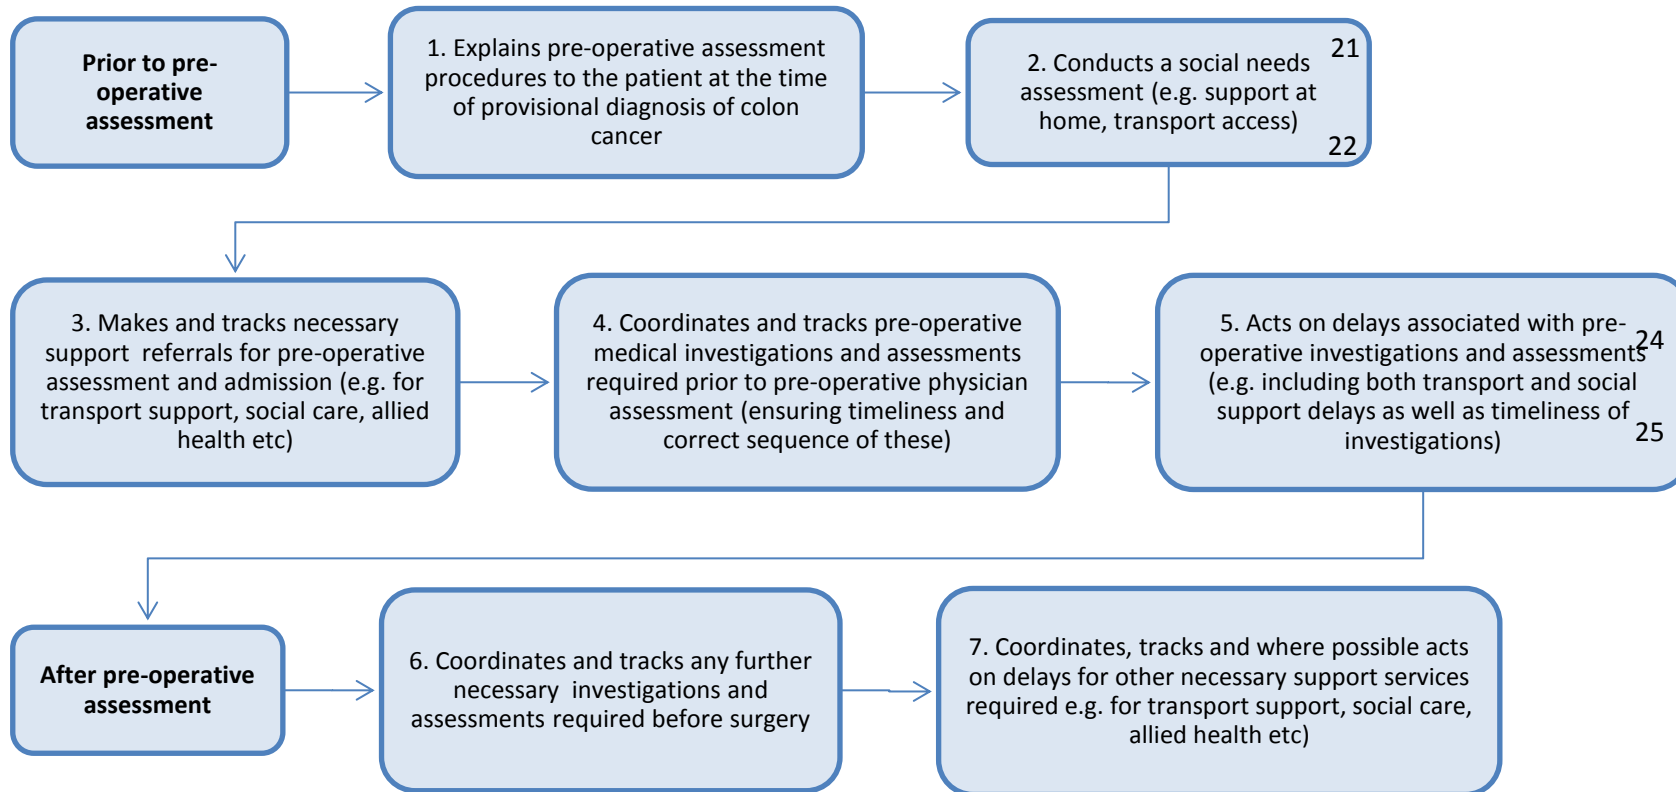 Prior to pre-
operative
assessment
1. Explains pre-operative assessment
procedures to the patient at the time
of provisional diagnosis of colon
cancer
21
2. Conducts a social needs
assessment (e.g. support at
home, transport access)
22
3. Makes and tracks necessary
support referrals for pre-operative
assessment and admission (e.g. for
transport support, social care, allied
health etc)
4. Coordinates and tracks pre-operative
medical investigations and assessments
required prior to pre-operative physician
assessment (ensuring timeliness and
correct sequence of these)
5. Acts on delays associated with pre-
operative investigations and assessments
24
(e.g. including both transport and social
support delays as well as timeliness of
25
investigations)
After pre-operative
assessment
6. Coordinates and tracks any further
necessary investigations and
assessments required before surgery
7. Coordinates, tracks and where possible acts
on delays for other necessary support services
required e.g. for transport support, social care,
allied health etc)